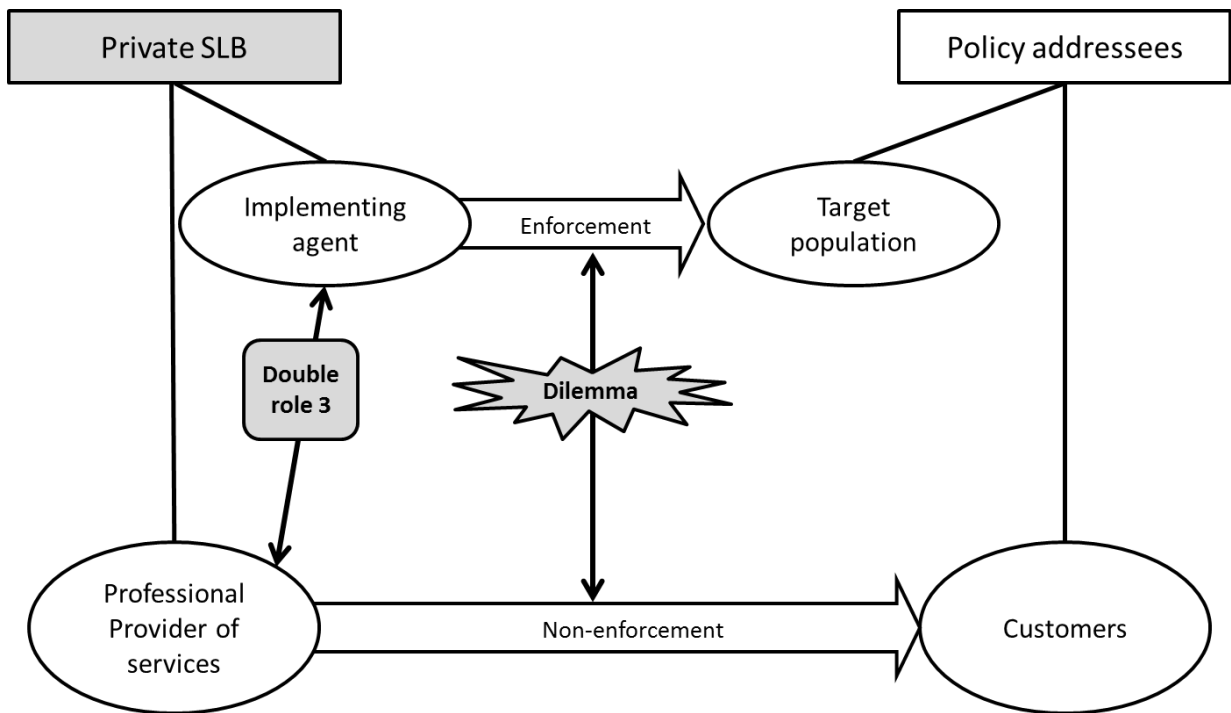 Private SLB
Policy addressees
Implementing
agent
Enforcement
Target
population
Double
role 3
Dilemma
Professional
Provider of
services
Non-enforcement
Customers